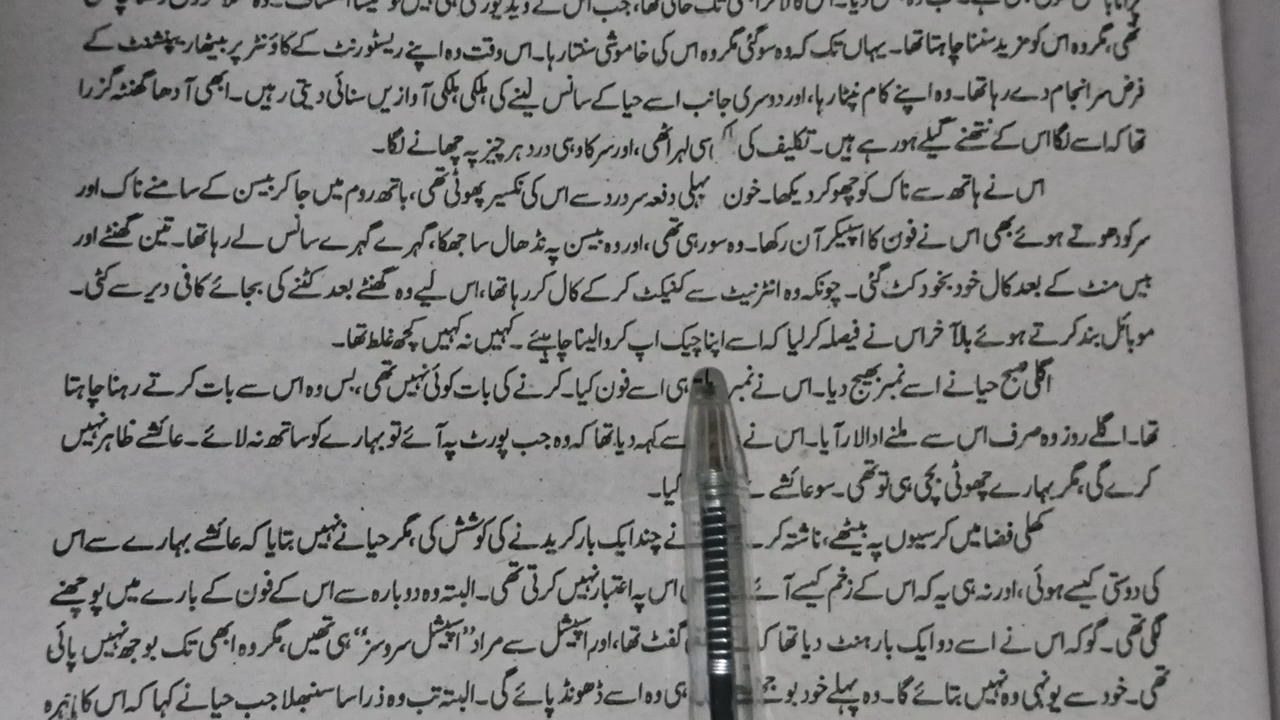 تھی، مگر وہ اس کو مزید سننا چاہتا تھا۔ یہاں تک کہ وہ سو گئی مگر وہ اس کی خاموشی سنتا رہا۔ اس وقت وہ اپنے ریسٹورنٹ کے کاؤنٹر پر بیٹھا ریپشنسٹ کے
فرض سرانجام دے رہا تھا۔ وہ اپنے کام نپٹا رہا، اور دوسری جانب اسے حیا کے سانس لینے کی ہلکی ہلکی آوازیں سنائی دیتی رہیں۔ ابھی آدھا گھنٹہ گزرا
تھا کہ اسے لگا اس کے نتھنے گیلے ہو رہے ہیں۔ تکلیف کی اسی لہر اٹھی، اور سر کا وہی درد ہر چیز پہ چھانے لگا۔
اس نے ہاتھ سے ناک کو چھو کر دیکھا۔ خون پہلی دفعہ سر درد سے اس کی نکسیر پھوٹی تھی، باتھ روم میں جا کر بیسن کے سامنے ناک اور
سر کو دھوتے ہوئے بھی اس نے فون کا اسپیکر آن رکھا۔ وہ سو رہی تھی، اور وہ بیسن پہ نڈھال سا جھکا، گہرے گہرے سانس لے رہا تھا۔ تین گھنٹے اور
بیس منٹ کے بعد کال خود بخود کٹ گئی۔ چونکہ وہ انٹرنیٹ سے کنیکٹ کر کے کال کر رہا تھا، اس لیے وہ گھنٹے بعد کٹنے کی بجائے کافی دیر سے کٹی۔
موبائل بند کرتے ہوئے بالآخر اس نے فیصلہ کر لیا کہ اسے اپنا چیک اپ کروا لینا چاہیئے۔ کہیں نہ کہیں کچھ غلط تھا۔
اگلی صبح حیا نے اسے نمبر بھیج دیا۔ اس نے نمبر ہی اسے فون کیا۔ کرنے کی بات کوئی نہیں تھی، بس وہ اس سے بات کرتے رہنا چاہتا
تھا۔ اگلے روز وہ صرف اس سے ملنے ادالار آیا۔ اس نے سے کہہ دیا تھا کہ وہ جب پورٹ پہ آئے تو بہارے کو ساتھ نہ لائے۔ عائشے ظاہر نہیں
کرے گی، مگر بہارے چھوٹی بچی ہی تو تھی۔ سو عائشے کیا۔
کھلی فضا میں کرسیوں پہ بیٹھے، ناشتہ کر نے چند ایک بار کریدنے کی کوشش کی، مگر حیا نے نہیں بتایا کہ عائشے بہارے سے اس
کی دوستی کیسے ہوئی، اور نہ ہی یہ کہ اس کے زخم کیسے آئے اس پہ اعتبار نہیں کرتی تھی۔ البتہ وہ دوبارہ سے اس کے فون کے بارے میں پوچھنے
لگی تھی۔ گو کہ اس نے اسے دو ایک بار ہنٹ دیا تھا کہ گفٹ تھا، اور اسپیشل سے مراد ”اسپیشل سروسز“ ہی تھیں، مگر وہ ابھی تک بوجھ نہیں پائی
تھی۔ خود سے یونہی وہ نہیں بتائے گا۔ وہ پہلے خود بوجھ ہی وہ اسے ڈھونڈ پائے گی۔ البتہ تب وہ ذرا سا سنبھلا جب حیا نے کہا کہ اس کا